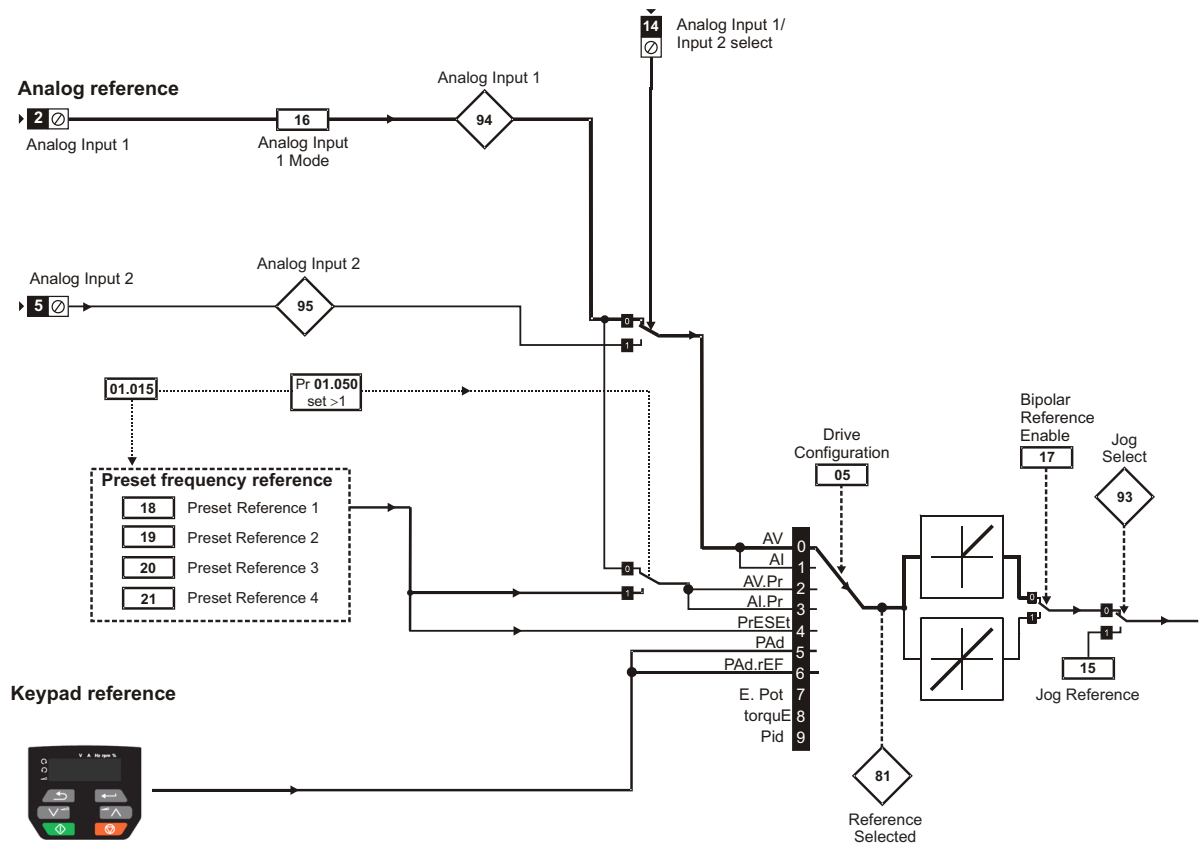 14
Analog Input 1/
Input 2 select
Analog reference
Analog Input 1
2
16
94
Analog Input 1
Analog Input
1 Mode
Analog Input 2
Analog Input 2
5
95
0
1
01.015
Pr 01.050
set >1
Preset frequency reference
18 Preset Reference 1
19 Preset Reference 2
20 Preset Reference 3
21 Preset Reference 4
0
1
Drive
Configuration
05
Bipolar
Reference
Enable
17
Jog
Select
93
AV 0
AI 1
AV.Pr 2
AI.Pr 3
PrESEt 4
PAd 5
PAd.rEF 6
E. Pot 7
torquE 8
Pid 9
0
1
0
1
15
Jog Reference
81
Reference
Selected
Keypad reference
V A Hz rpm %